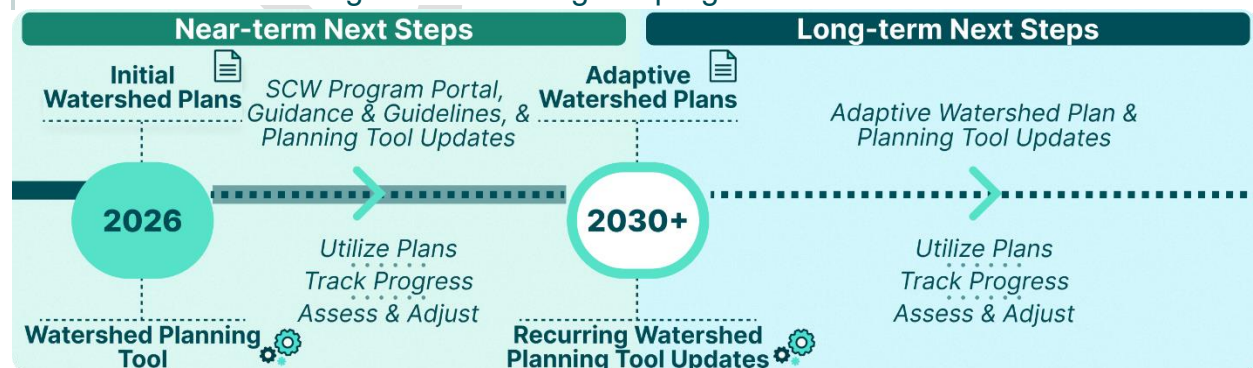 Near-term Next Steps
Long-term Next Steps
Initial
Watershed Plans
SCW Program Portal,
Guidance & Guidelines, &
Planning Tool Updates
Adaptive
Watershed Plans
Adaptive Watershed Plan &
Planning Tool Updates
2026
2030+
Utilize Plans
Track Progress
Assess & Adjust
Utilize Plans
Track Progress
Assess & Adjust
Watershed Planning
Tool
Recurring Watershed
Planning Tool Updates